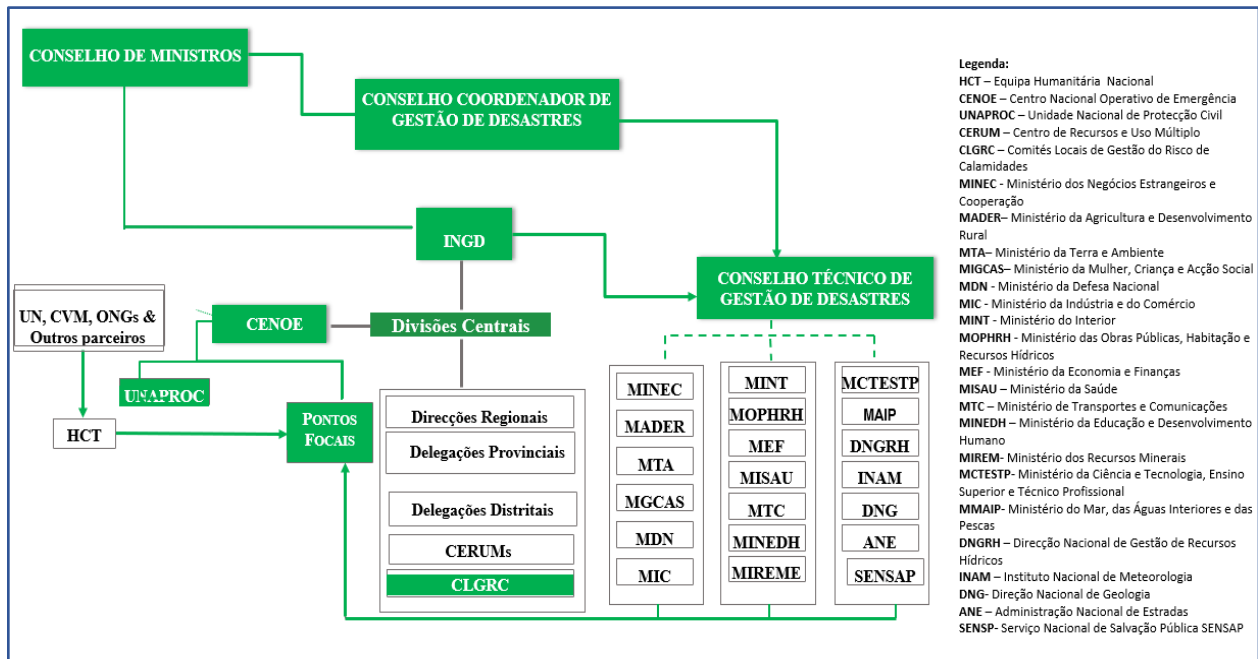 CONSELHO DE MINISTROS
CONSELHO COORDENADOR DE
GESTÃO DE DESASTRES
INGD
CONSELHO TÉCNICO DE
GESTÃO DE DESASTRES
UN, CVM, ONGs &
Outros parceiros
CENOE
Divisões Centrais
UNAPROC
HCT
PONTOS
FOCAIS
Direcções Regionais
Delegações Provinciais
Delegações Distritais
CERUMs
CLGRC
MINEC
MADER
MTA
MGCAS
MDN
MIC
MINT
MOPHRH
MEF
MISAU
MTC
MINEDH
MIREME
MCTESTP
MAIP
DNGRH
INAM
DNG
ANE
SENSAP
Legenda:
HCT – Equipa Humanitária Nacional
CENOE – Centro Nacional Operativo de Emergência
UNAPROC – Unidade Nacional de Protecção Civil
CERUM – Centro de Recursos e Uso Múltiplo
CLGRC – Comités Locais de Gestão do Risco de
Calamidades
MINEC - Ministério dos Negócios Estrangeiros e
Cooperação
MADER– Ministério da Agricultura e Desenvolvimento
Rural
MTA– Ministério da Terra e Ambiente
MIGCAS– Ministério da Mulher, Criança e Acção Social
MDN - Ministério da Defesa Nacional
MIC - Ministério da Indústria e do Comércio
MINT - Ministério do Interior
MOPHRH - Ministério das Obras Públicas, Habitação e
Recursos Hídricos
MEF - Ministério da Economia e Finanças
MISAU – Ministério da Saúde
MTC – Ministério de Transportes e Comunicações
MINEDH – Ministério da Educação e Desenvolvimento
Humano
MIREM- Ministério dos Recursos Minerais
MCTESTP- Ministério da Ciência e Tecnologia, Ensino
Superior e Técnico Profissional
MMAIP- Ministério do Mar, das Águas Interiores e das
Pescas
DNGRH – Direcção Nacional de Gestão de Recursos
Hídricos
INAM – Instituto Nacional de Meteorologia
DNG- Direção Nacional de Geologia
ANE – Administração Nacional de Estradas
SENSP- Serviço Nacional de Salvação Pública SENSAP